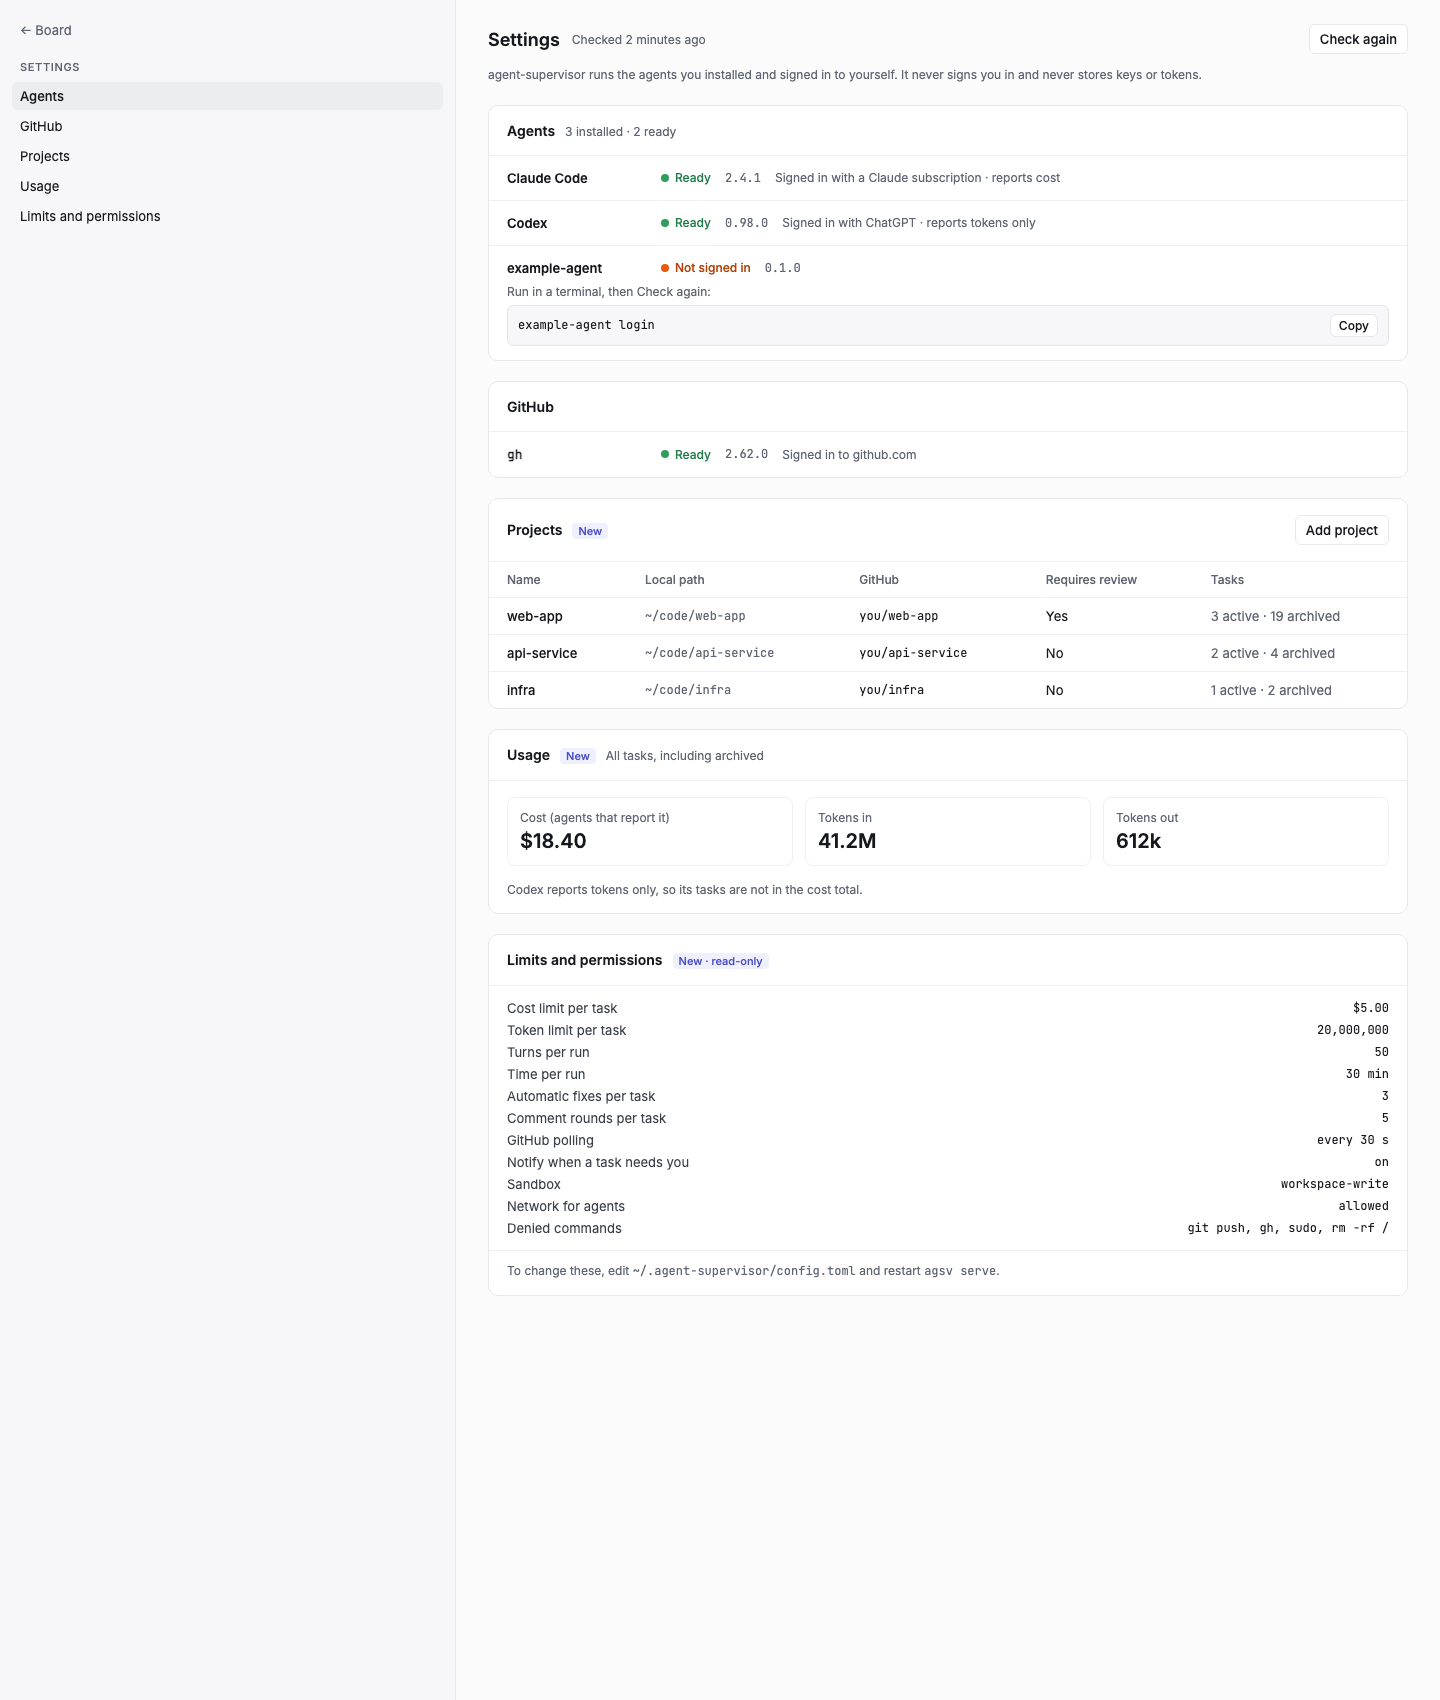 ← Board
SETTINGS
Agents
GitHub
Projects
Usage
Limits and permissions
Settings Checked 2 minutes ago Check again
agent-supervisor runs the agents you installed and signed in to yourself. It never signs you in and never stores keys or tokens.
Agents 3 installed · 2 ready
Claude Code Ready 2.4.1 Signed in with a Claude subscription · reports cost
Codex Ready 0.98.0 Signed in with ChatGPT · reports tokens only
example-agent Not signed in 0.1.0
Run in a terminal, then Check again:
example-agent login Copy
GitHub
gh Ready 2.62.0 Signed in to github.com
Projects New Add project
Name Local path GitHub Requires review Tasks
web-app ~/code/web-app you/web-app Yes 3 active · 19 archived
api-service ~/code/api-service you/api-service No 2 active · 4 archived
infra ~/code/infra you/infra No 1 active · 2 archived
Usage New All tasks, including archived
Cost (agents that report it) Tokens in Tokens out
$18.40 41.2M 612k
Codex reports tokens only, so its tasks are not in the cost total.
Limits and permissions New · read-only
Cost limit per task $5.00
Token limit per task 20,000,000
Turns per run 50
Time per run 30 min
Automatic fixes per task 3
Comment rounds per task 5
GitHub polling every 30 s
Notify when a task needs you on
Sandbox workspace-write
Network for agents allowed
Denied commands git push, gh, sudo, rm -rf /
To change these, edit ~/.agent-supervisor/config.toml and restart agsv serve.